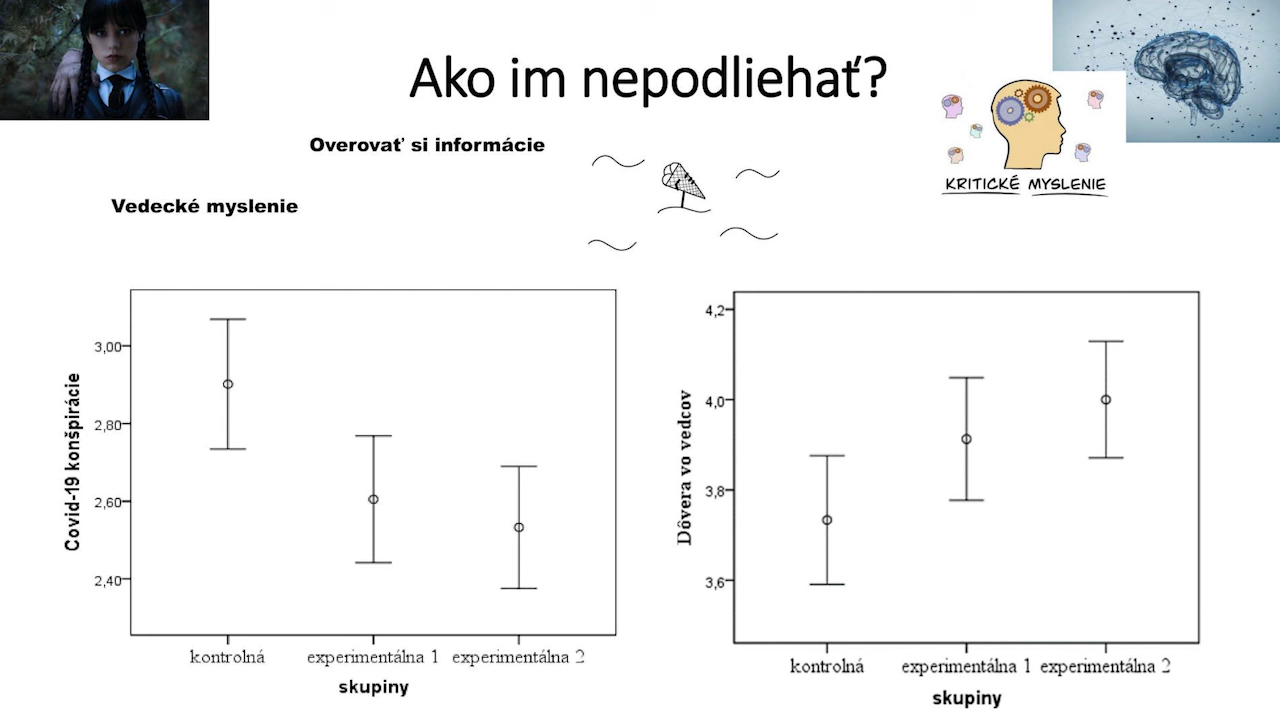 Ako im nepodliehať?
Overovať si informácie
Vedecké myslenie
KRITICKÉ MYSLENIE
Covid-19 konšpirácie
3,00
2,80
2,60
2,40
kontrolná experimentálna 1 experimentálna 2
skupiny
Dôvera vo vedcov
4,2
4,0
3,8
3,6
kontrolná experimentálna 1 experimentálna 2
skupiny